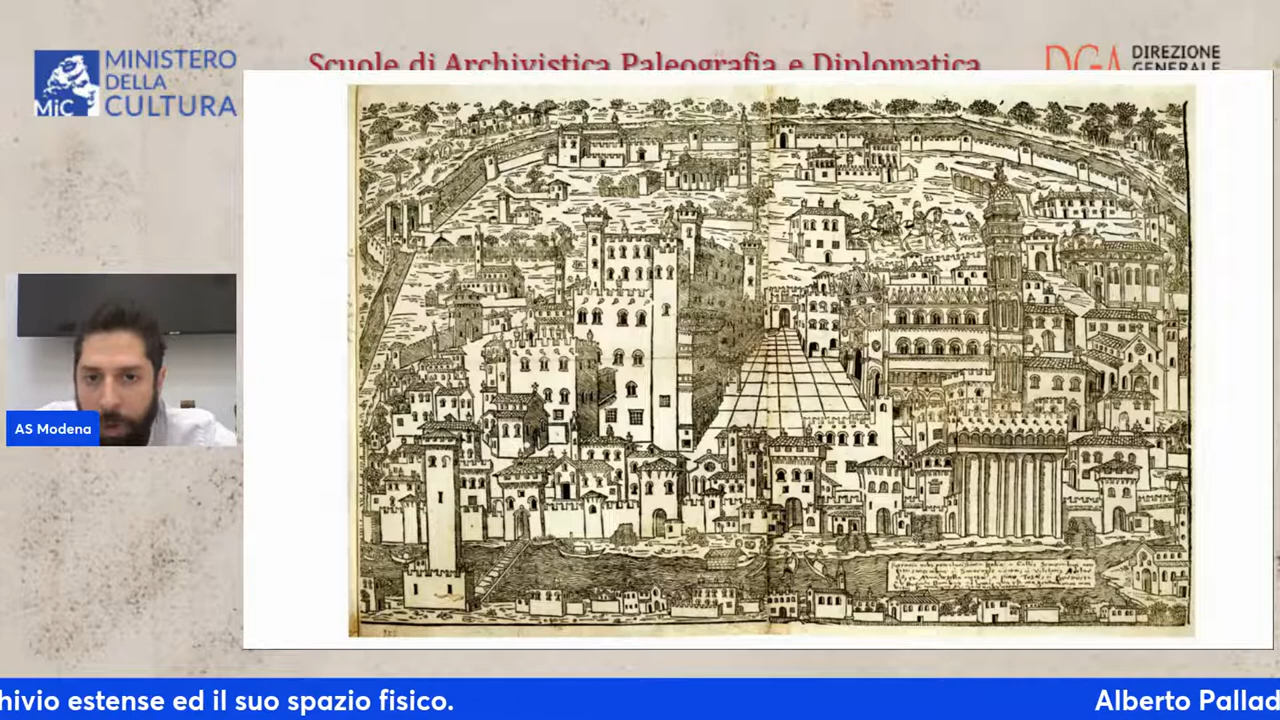 MINISTERO
DELLA
CULTURA
MiC
Scuole di Archivistica Paleografia e Diplomatica
DGA
DIREZIONE
GENERALE
AS Modena
hivio estense ed il suo spazio fisico.
Alberto Pallad